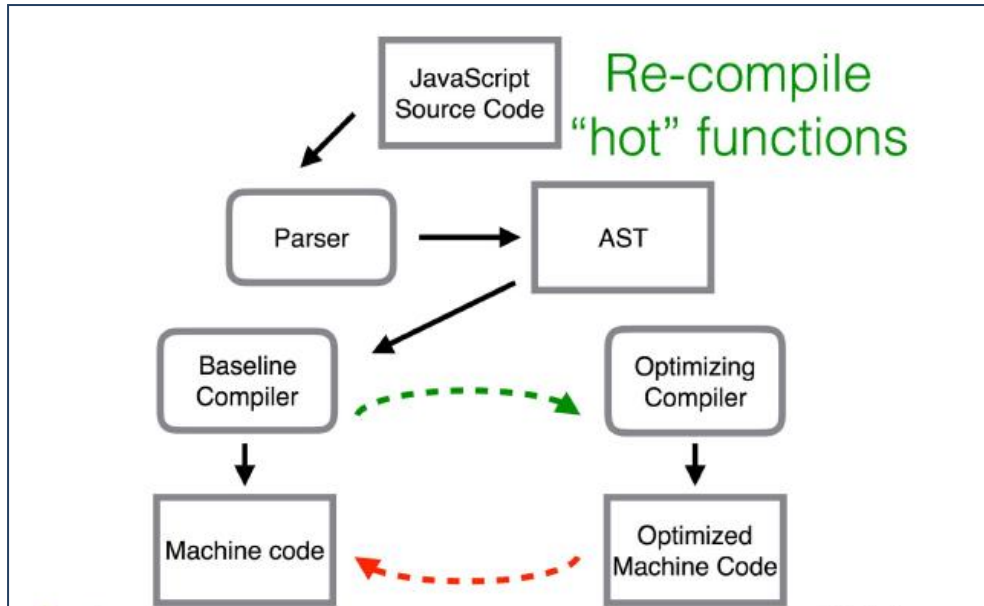 JavaScript
Source Code
Re-compile
“hot” functions
Parser
AST
Baseline
Compiler
Optimizing
Compiler
Machine code
Optimized
Machine Code